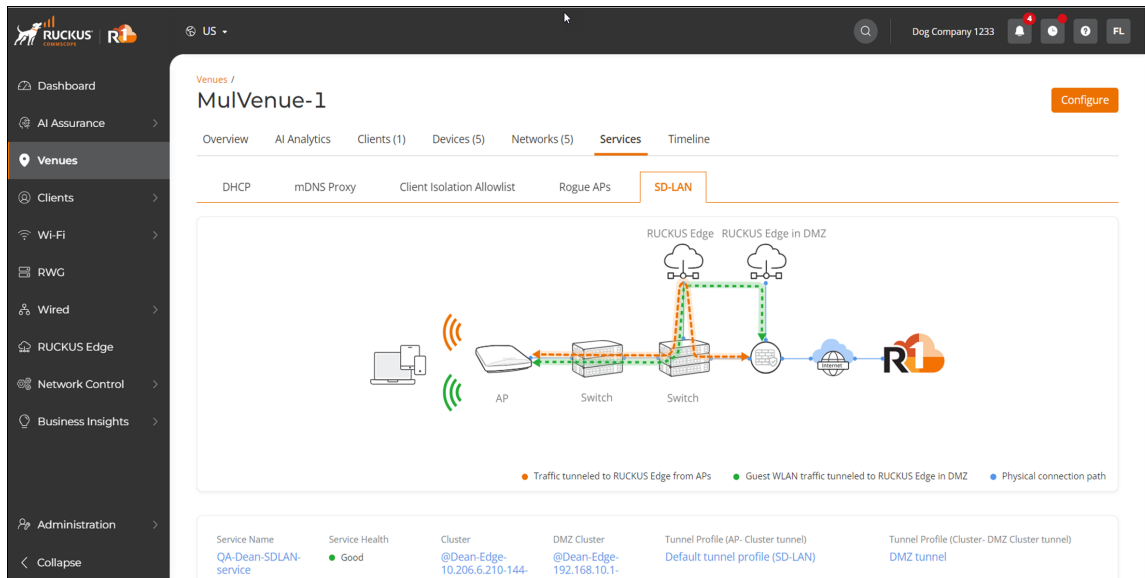 RUCKUS
COMMSCOPE
R1
US
Dog Company 1233
4
?
FL
Dashboard
AI Assurance
Venues
Clients
Wi-Fi
RWG
Wired
RUCKUS Edge
Network Control
Business Insights
Administration
Collapse
Venues /
MulVenue-1
Configure
Overview AI Analytics Clients (1) Devices (5) Networks (5) Services Timeline
DHCP mDNS Proxy Client Isolation Allowlist Rogue APs SD-LAN
RUCKUS Edge RUCKUS Edge in DMZ
Internet
R1
AP Switch Switch
Traffic tunneled to RUCKUS Edge from APs Guest WLAN traffic tunneled to RUCKUS Edge in DMZ Physical connection path
Service Name Service Health Cluster DMZ Cluster Tunnel Profile (AP- Cluster tunnel) Tunnel Profile (Cluster- DMZ Cluster tunnel)
QA-Dean-SDLAN- Good @Dean-Edge- @Dean-Edge- Default tunnel profile (SD-LAN) DMZ tunnel
service 10.206.6.210-144- 192.168.10.1-